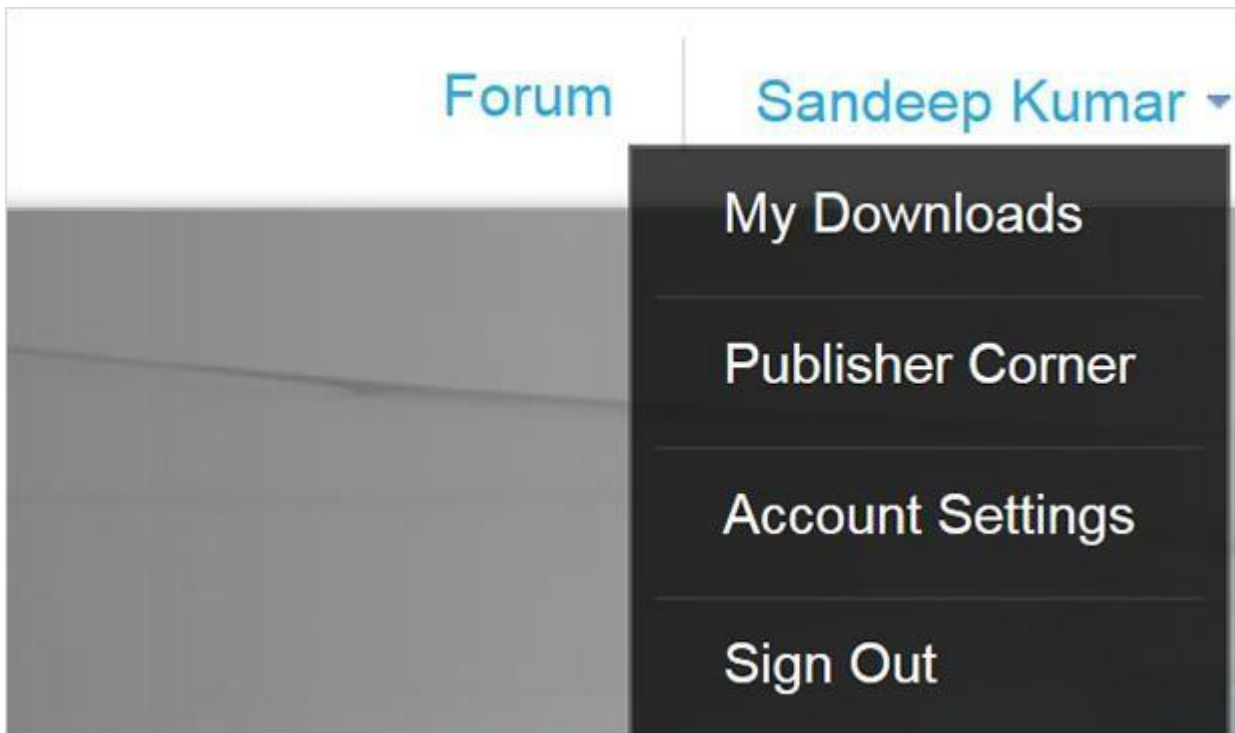 Forum
Sandeep Kumar
My Downloads
Publisher Corner
Account Settings
Sign Out